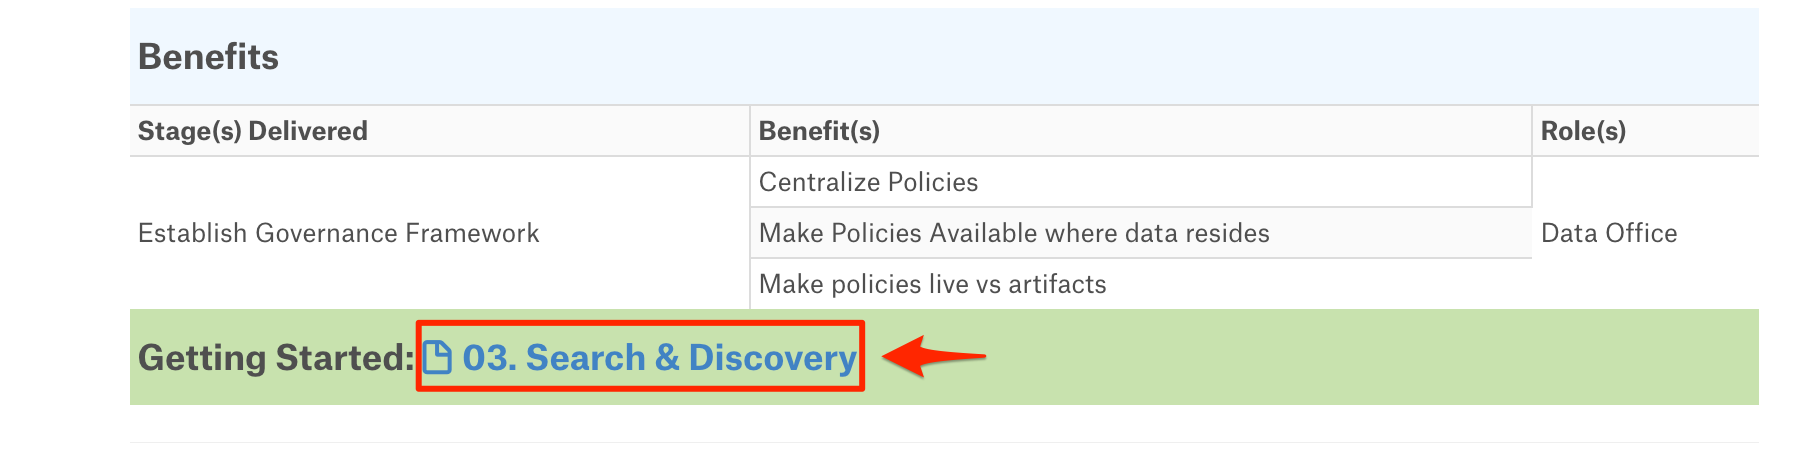 Benefits
Stage(s) Delivered
Benefit(s)
Role(s)
Establish Governance Framework
Centralize Policies
Make Policies Available where data resides
Make policies live vs artifacts
Data Office
Getting Started: 03. Search & Discovery